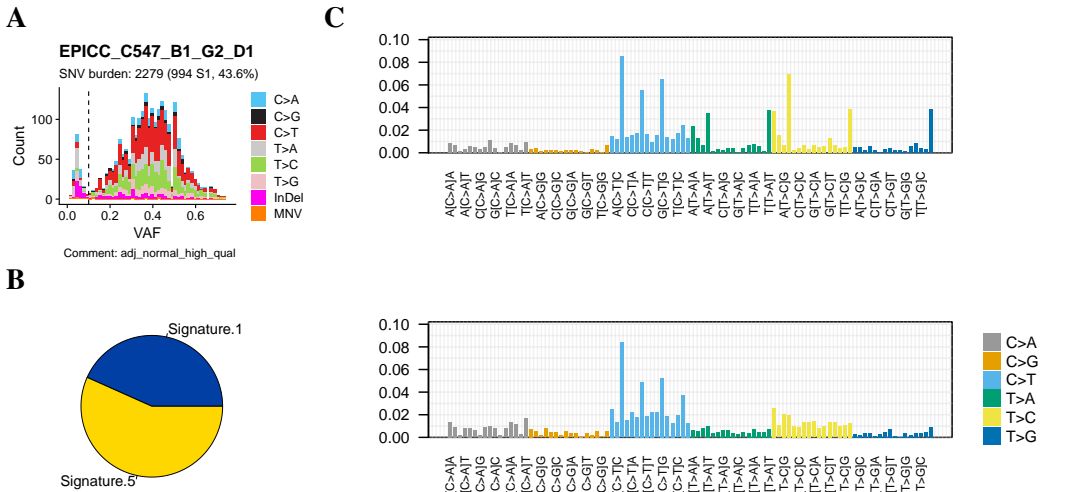 A
EPICC_C547_B1_G2_D1
SNV burden: 2279 (994 S1, 43.6%)
Count
100
50
0
0.0 0.2 0.4 0.6
VAF
C>A
C>G
C>T
T>A
T>C
T>G
InDel
MNV
Comment: adj_normal_high_qual
B
Signature.1
Signature.5
C
0.10
0.08
0.06
0.04
0.02
0.00
A[C>A]A
A[C>A]T
C[C>A]G
G[C>A]C
T[C>A]A
T[C>A]T
A[C>G]G
C[C>G]C
G[C>G]A
G[C>G]T
T[C>G]G
A[C>T]C
C[C>T]A
C[C>T]T
G[C>T]G
T[C>T]C
A[T>A]A
A[T>A]T
C[T>A]G
G[T>A]C
T[T>A]A
T[T>A]T
A[T>C]G
C[T>C]C
G[T>C]A
G[T>C]T
T[T>C]G
A[T>G]C
C[T>G]A
C[T>G]T
G[T>G]G
T[T>G]C
0.10
0.08
0.06
0.04
0.02
0.00
[C>A]A
[C>A]T
C>A]G
C>A]C
[C>A]A
[C>A]T
C>G]G
C>G]C
C>G]A
C>G]T
C>G]G
C>T]C
[C>T]A
[C>T]T
C>T]G
C>T]C
[T>A]A
[T>A]T
T>A]G
T>A]C
[T>A]A
[T>A]T
T>C]G
T>C]C
T>C]A
T>C]T
T>C]G
T>G]C
T>G]A
T>G]T
T>G]G
T>G]C
C>A
C>G
C>T
T>A
T>C
T>G